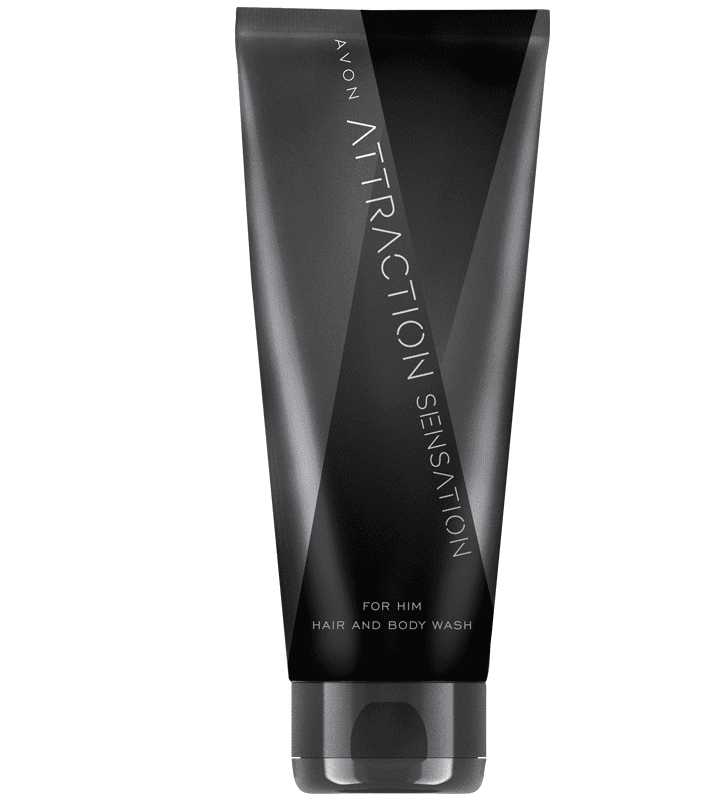 AVON
ATTRACTION SENSATION
FOR HIM
HAIR AND BODY WASH